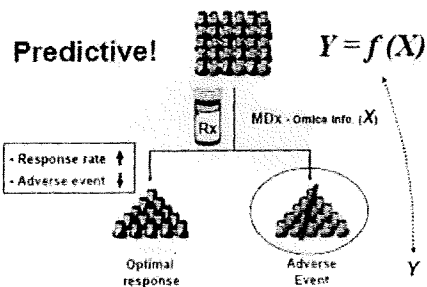 Predictive!
Y = f (X)
Rx
MDx - Omics Info. (X)
- Response rate ↑
- Adverse event ↓
Optimal
response
Adverse
Event
Y